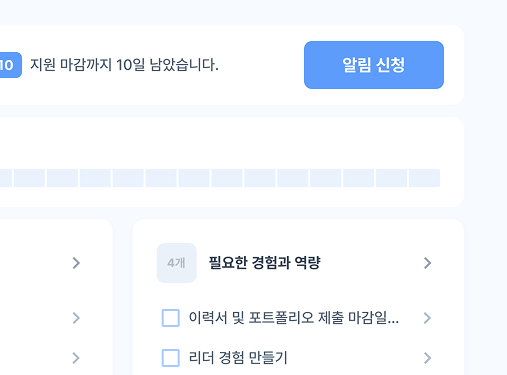 10 지원 마감까지 10일 남았습니다.
알림 신청
4개 필요한 경험과 역량
이력서 및 포트폴리오 제출 마감일...
리더 경험 만들기